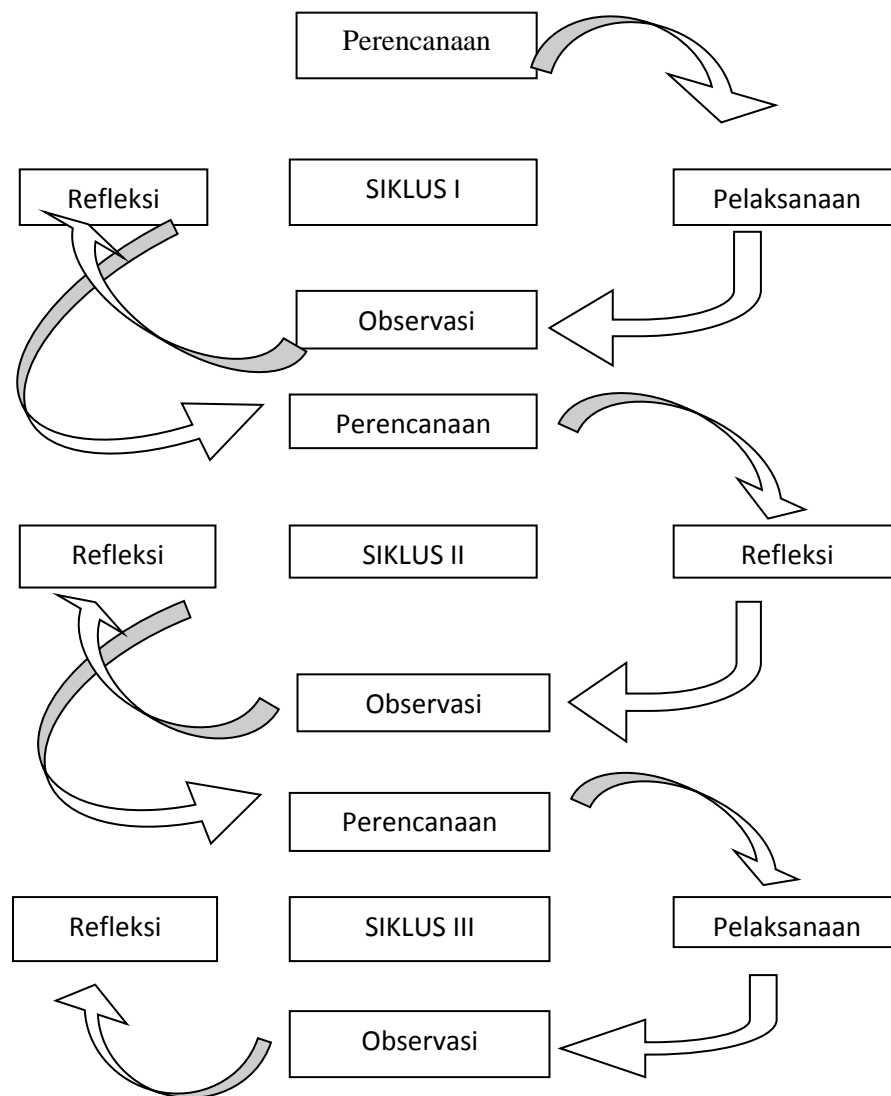 Perencanaan
Refleksi
SIKLUS I
Pelaksanaan
Observasi
Perencanaan
Refleksi
SIKLUS II
Refleksi
Observasi
Perencanaan
Refleksi
SIKLUS III
Pelaksanaan
Observasi